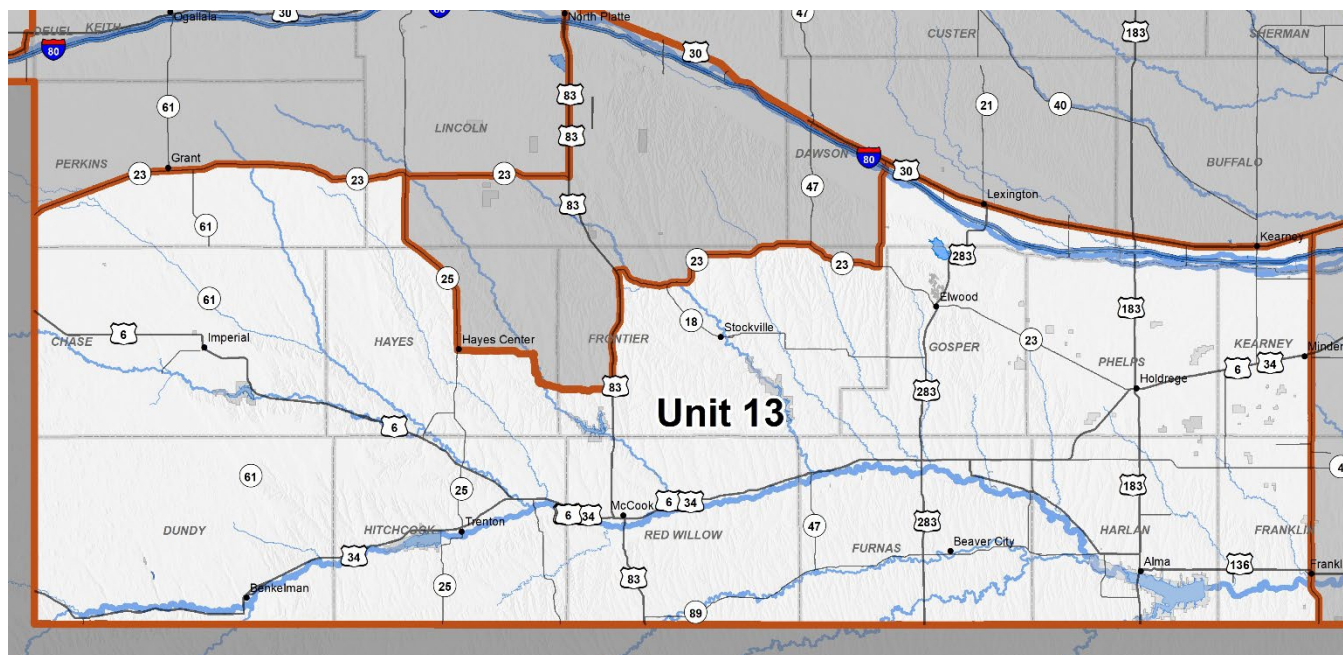 Ogallala
30
80
North Platte
47
183
DEUEL
KEITH
CUSTER
SHERMAN
80
30
61
83
21
40
LINCOLN
83
PERKINS
Grant
23
23
23
DAWSON
80
30
BUFFALO
47
83
61
Lexington
Kearney
23
23
283
25
61
Elwood
183
6
18
Stockville
CHASE
Imperial
HAYES
Hayes Center
FRONTIER
GOSPER
23
PHELPS
KEARNEY
6
34
Minden
83
283
Holdrege
Unit 13
6
61
25
6
34
McCook
6
34
183
DUNDY
HITCHCOCK
Trenton
RED WILLOW
47
283
HARLAN
FRANKLIN
34
FURNAS
Beaver City
Benkelman
25
83
Alma
136
89